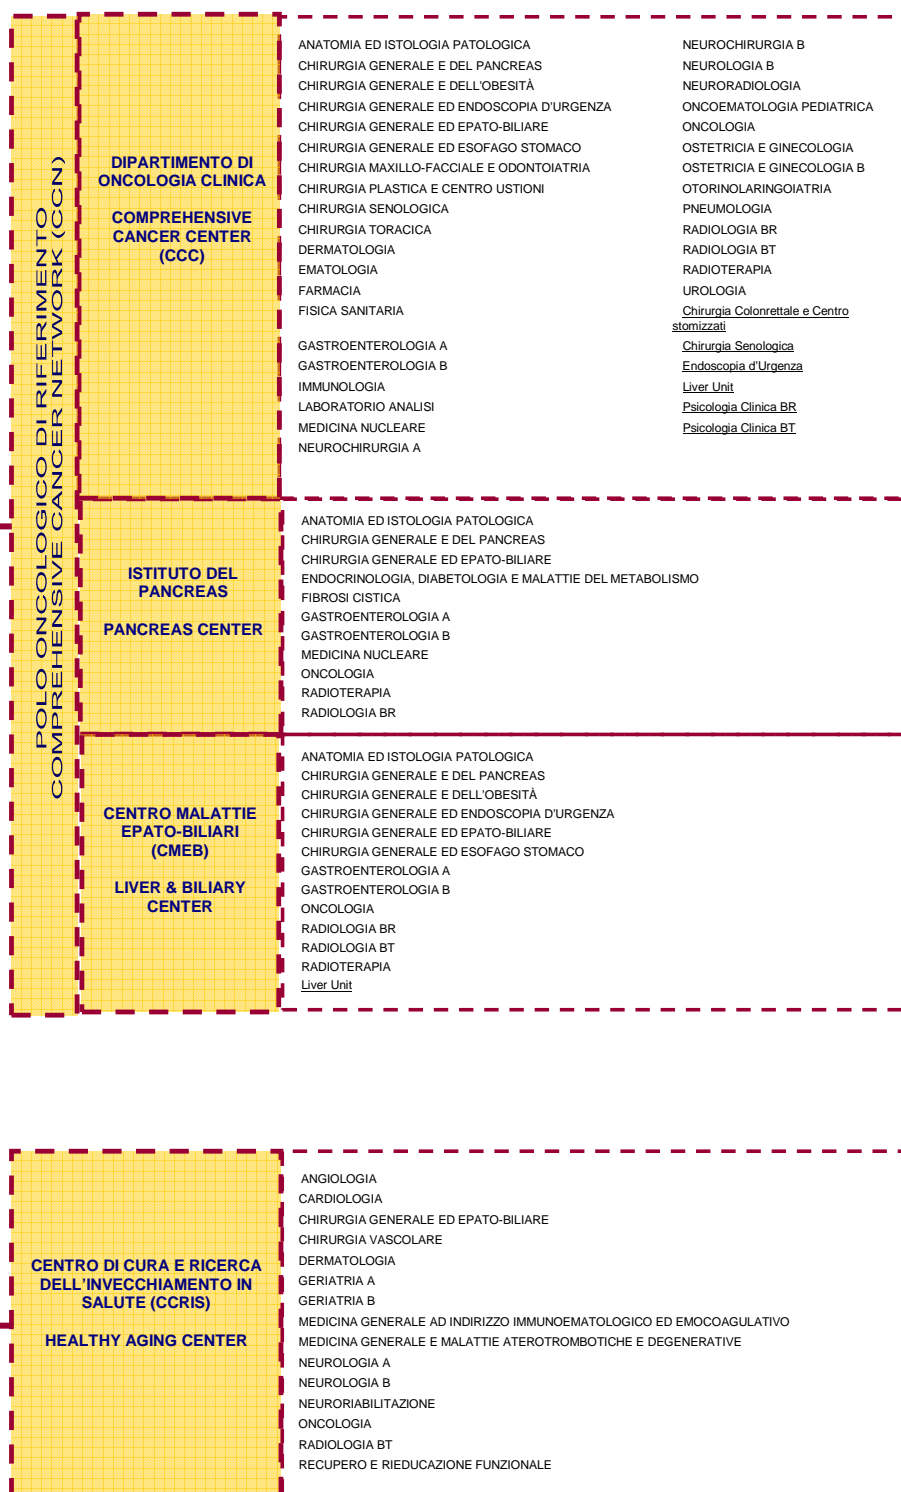 POLO ONCOLOGICO DI RIFERIMENTO
COMPREHENSIVE CANCER NETWORK (CCN)
DIPARTIMENTO DI
ONCOLOGIA CLINICA
COMPREHENSIVE
CANCER CENTER
(CCC)
ANATOMIA ED ISTOLOGIA PATOLOGICA
CHIRURGIA GENERALE E DEL PANCREAS
CHIRURGIA GENERALE E DELL'OBESITÀ
CHIRURGIA GENERALE ED ENDOSCOPIA D'URGENZA
CHIRURGIA GENERALE ED EPATO-BILIARE
CHIRURGIA GENERALE ED ESOFAGO STOMACO
CHIRURGIA MAXILLO-FACCIALE E ODONTOIATRIA
CHIRURGIA PLASTICA E CENTRO USTIONI
CHIRURGIA SENOLOGICA
CHIRURGIA TORACICA
DERMATOLOGIA
EMATOLOGIA
FARMACIA
FISICA SANITARIA
GASTROENTEROLOGIA A
GASTROENTEROLOGIA B
IMMUNOLOGIA
LABORATORIO ANALISI
MEDICINA NUCLEARE
NEUROCHIRURGIA A
NEUROCHIRURGIA B
NEUROLOGIA B
NEURORADIOLOGIA
ONCOEMATOLOGIA PEDIATRICA
ONCOLOGIA
OSTETRICIA E GINECOLOGIA
OSTETRICIA E GINECOLOGIA B
OTORINOLARINGOIATRIA
PNEUMOLOGIA
RADIOLOGIA BR
RADIOLOGIA BT
RADIOTERAPIA
UROLOGIA
Chirurgia Colonrettale e Centro
stomizzati
Chirurgia Senologica
Endoscopia d'Urgenza
Liver Unit
Psicologia Clinica BR
Psicologia Clinica BT
ISTITUTO DEL
PANCREAS
PANCREAS CENTER
ANATOMIA ED ISTOLOGIA PATOLOGICA
CHIRURGIA GENERALE E DEL PANCREAS
CHIRURGIA GENERALE ED EPATO-BILIARE
ENDOCRINOLOGIA, DIABETOLOGIA E MALATTIE DEL METABOLISMO
FIBROSI CISTICA
GASTROENTEROLOGIA A
GASTROENTEROLOGIA B
MEDICINA NUCLEARE
ONCOLOGIA
RADIOTERAPIA
RADIOLOGIA BR
CENTRO MALATTIE
EPATO-BILIARI
(CMEB)
LIVER & BILIARY
CENTER
ANATOMIA ED ISTOLOGIA PATOLOGICA
CHIRURGIA GENERALE E DEL PANCREAS
CHIRURGIA GENERALE E DELL'OBESITÀ
CHIRURGIA GENERALE ED ENDOSCOPIA D'URGENZA
CHIRURGIA GENERALE ED EPATO-BILIARE
CHIRURGIA GENERALE ED ESOFAGO STOMACO
GASTROENTEROLOGIA A
GASTROENTEROLOGIA B
ONCOLOGIA
RADIOLOGIA BR
RADIOLOGIA BT
RADIOTERAPIA
Liver Unit
CENTRO DI CURA E RICERCA
DELL'INVECCHIAMENTO IN
SALUTE (CCRIS)
HEALTHY AGING CENTER
ANGIOLOGIA
CARDIOLOGIA
CHIRURGIA GENERALE ED EPATO-BILIARE
CHIRURGIA VASCOLARE
DERMATOLOGIA
GERIATRIA A
GERIATRIA B
MEDICINA GENERALE AD INDIRIZZO IMMUNOEMATOLOGICO ED EMOCOAGULATIVO
MEDICINA GENERALE E MALATTIE ATEROTROMBOTICHE E DEGENERATIVE
NEUROLOGIA A
NEUROLOGIA B
NEURORIABILITAZIONE
ONCOLOGIA
RADIOLOGIA BT
RECUPERO E RIEDUCAZIONE FUNZIONALE